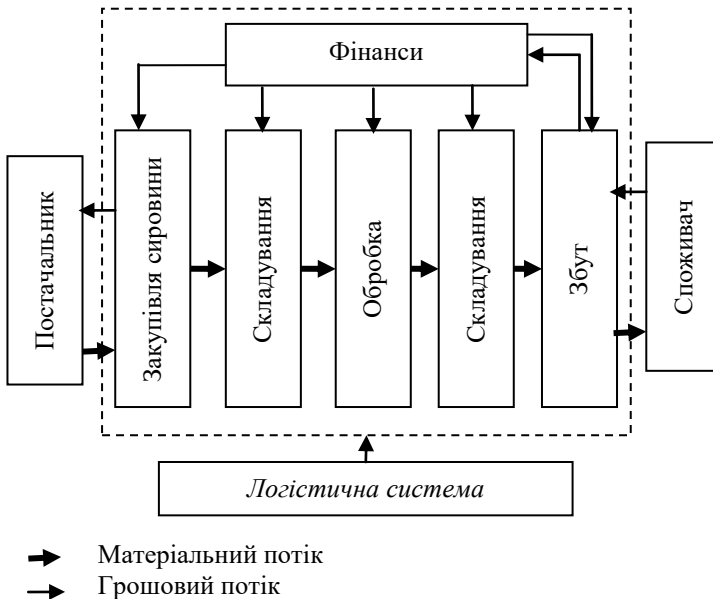 Фінанси
Постачальник
Закупівля сировини
Складування
Обробка
Складування
Збут
Споживач
Логістична система
Матеріальний потік
Грошовий потік